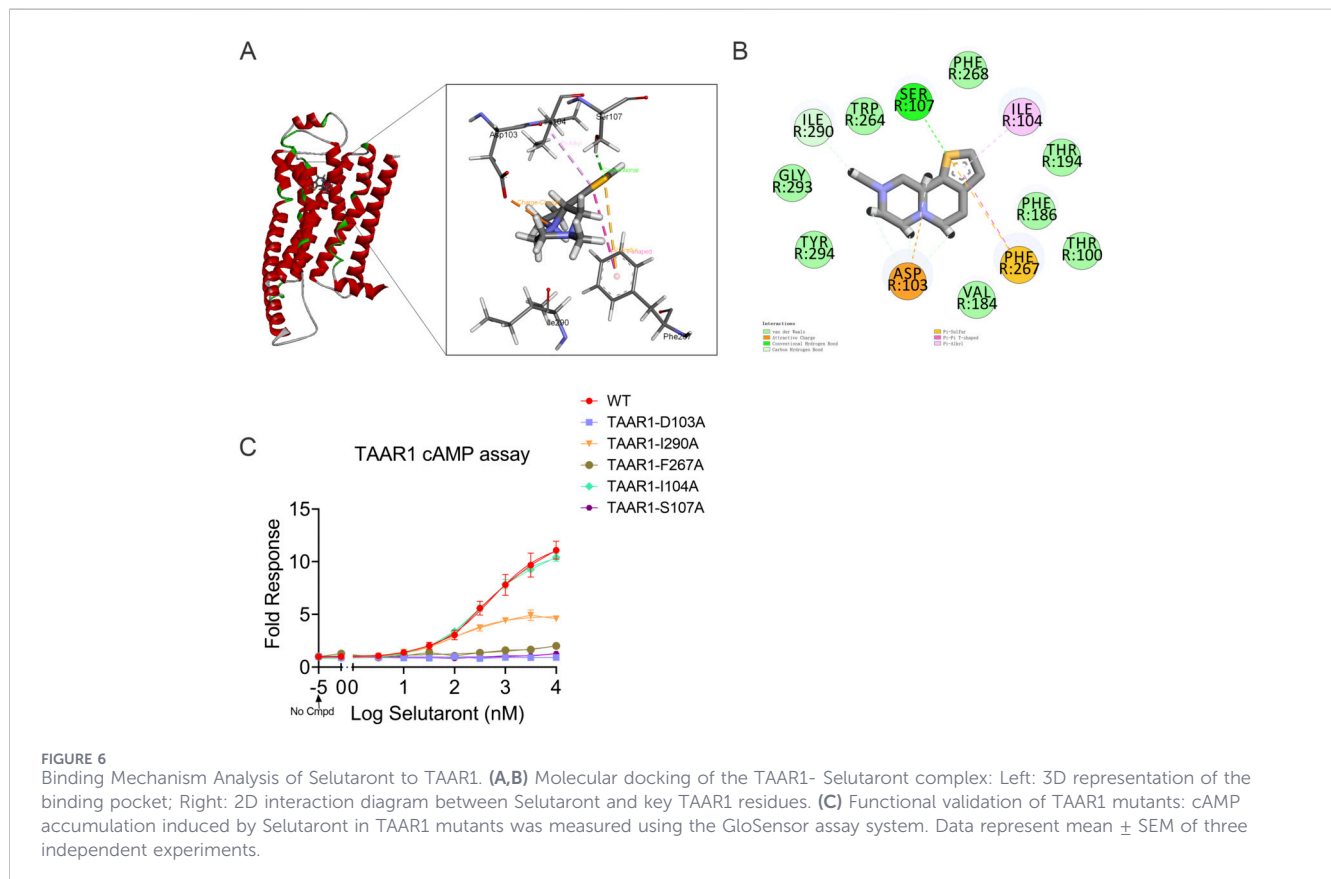 A
Asp103
Ser107
Ile290
B
PHE
R:268
SER
R:107
ILE
R:104
TRP
R:264
ILE
R:290
THR
R:194
GLY
R:293
PHE
R:186
TYR
R:294
THR
R:100
PHE
R:267
ASP
R:103
VAL
R:184
Interactions
van der Waals
Attractive Charge
Conventional Hydrogen Bond
Carbon Hydrogen Bond
Pi-Sulfur
Pi-Pi T-shaped
Pi-Alkyl
C
TAAR1 cAMP assay
WT
TAAR1-D103A
TAAR1-I290A
TAAR1-F267A
TAAR1-I104A
TAAR1-S107A
Fold Response
15
10
5
0
-5 00 1 2 3 4
No Cmpd
Log Selutaront (nM)
FIGURE 6
Binding Mechanism Analysis of Selutaront to TAAR1. (A,B) Molecular docking of the TAAR1- Selutaront complex: Left: 3D representation of the
binding pocket; Right: 2D interaction diagram between Selutaront and key TAAR1 residues. (C) Functional validation of TAAR1 mutants: cAMP
accumulation induced by Selutaront in TAAR1 mutants was measured using the GloSensor assay system. Data represent mean ± SEM of three
independent experiments.